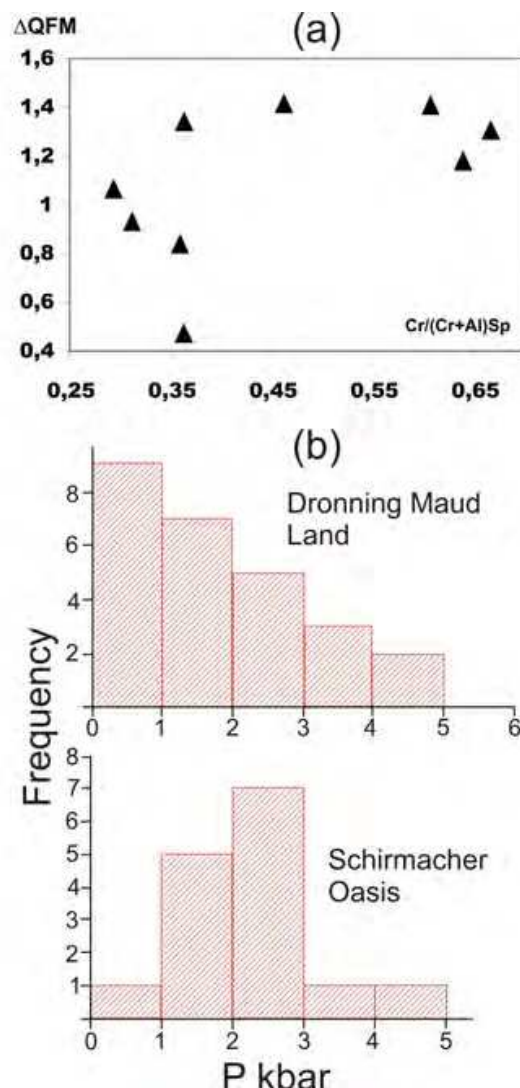 (a)
ΔQFM
1,6
1,4
1,2
1
0,8
0,6
0,4
Cr/(Cr+Al)Sp
0,25 0,35 0,45 0,55 0,65
(b)
Dronning Maud
Land
8
6
4
2
0 1 2 3 4 5 6
Frequency
Schirmacher
Oasis
8
7
6
5
4
3
2
1
0 1 2 3 4 5
P kbar